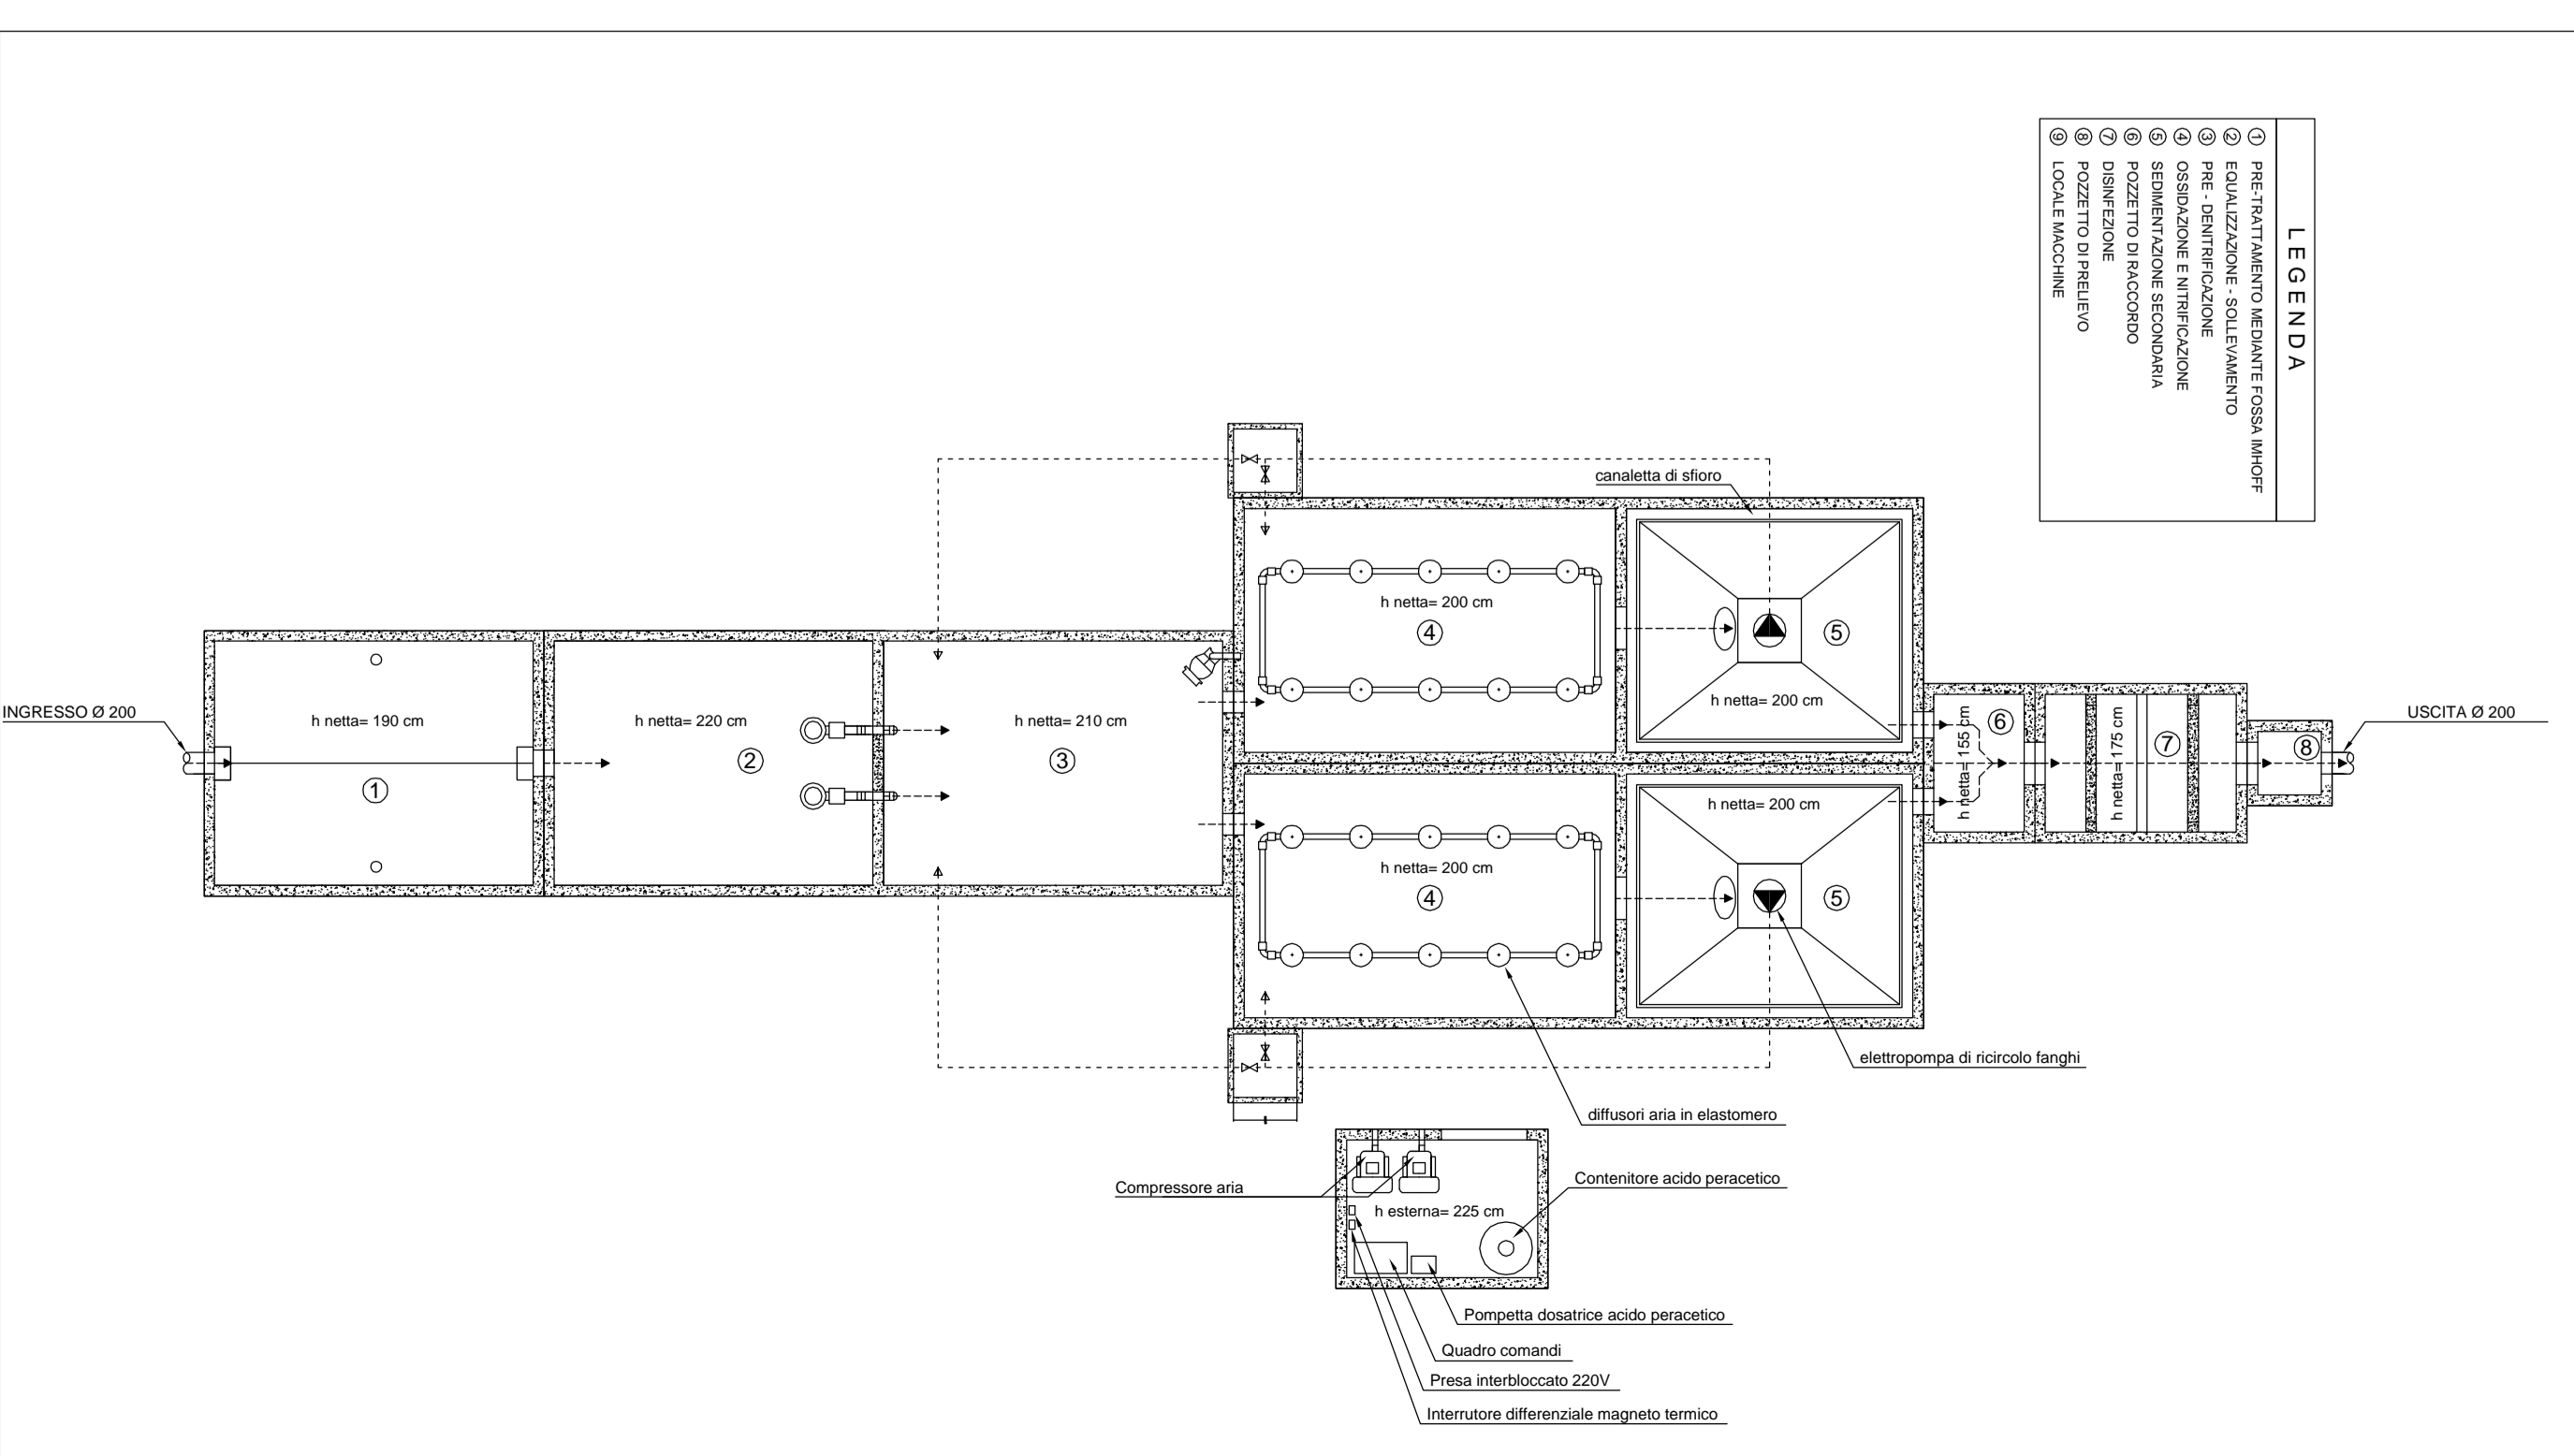 LEGENDA
① PRE-TRATTAMENTO MEDIANTE FOSSA IMHOFF
② EQUALIZZAZIONE - SOLLEVAMENTO
③ PRE - DENITRIFICAZIONE
④ OSSIDAZIONE E NITRIFICAZIONE
⑤ SEDIMENTAZIONE SECONDARIA
⑥ POZZETTO DI RACCORDO
⑦ DISINFEZIONE
⑧ POZZETTO DI PRELIEVO
⑨ LOCALE MACCHINE
canaletta di sfioro
h netta= 200 cm
④
⑤
h netta= 200 cm
INGRESSO Ø 200
h netta= 190 cm
①
h netta= 220 cm
②
h netta= 210 cm
③
h netta= 155 cm
⑥
h netta= 175 cm
⑦
⑧
USCITA Ø 200
h netta= 200 cm
h netta= 200 cm
④
⑤
elettropompa di ricircolo fanghi
diffusori aria in elastomero
Compressore aria
Contenitore acido peracetico
h esterna= 225 cm
Pompetta dosatrice acido peracetico
Quadro comandi
Presa interbloccato 220V
Interrutore differenziale magneto termico